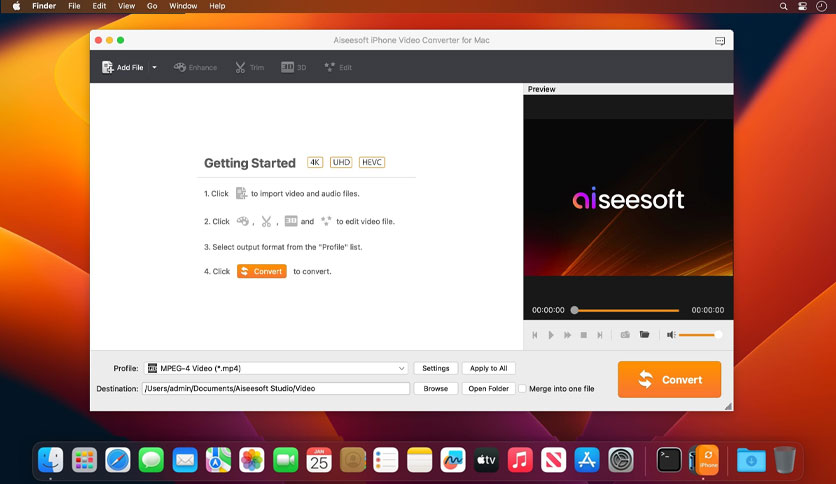 Finder File Edit View Go Window Help
Aiseesoft iPhone Video Converter for Mac
Add File Enhance Trim 3D 3D Edit
Preview
Getting Started 4K UHD HEVC
1. Click to import video and audio files.
2. Click , , 3D and to edit video file.
3. Select output format from the "Profile" list.
4. Click Convert to convert.
aiseesoft
00:00:00 00:00:00
Profile: MPEG-4 Video (*.mp4) Settings Apply to All
Destination: /Users/admin/Documents/Aiseesoft Studio/Video Browse Open Folder Merge into one file
Convert
JAN
25
tv
iPhone